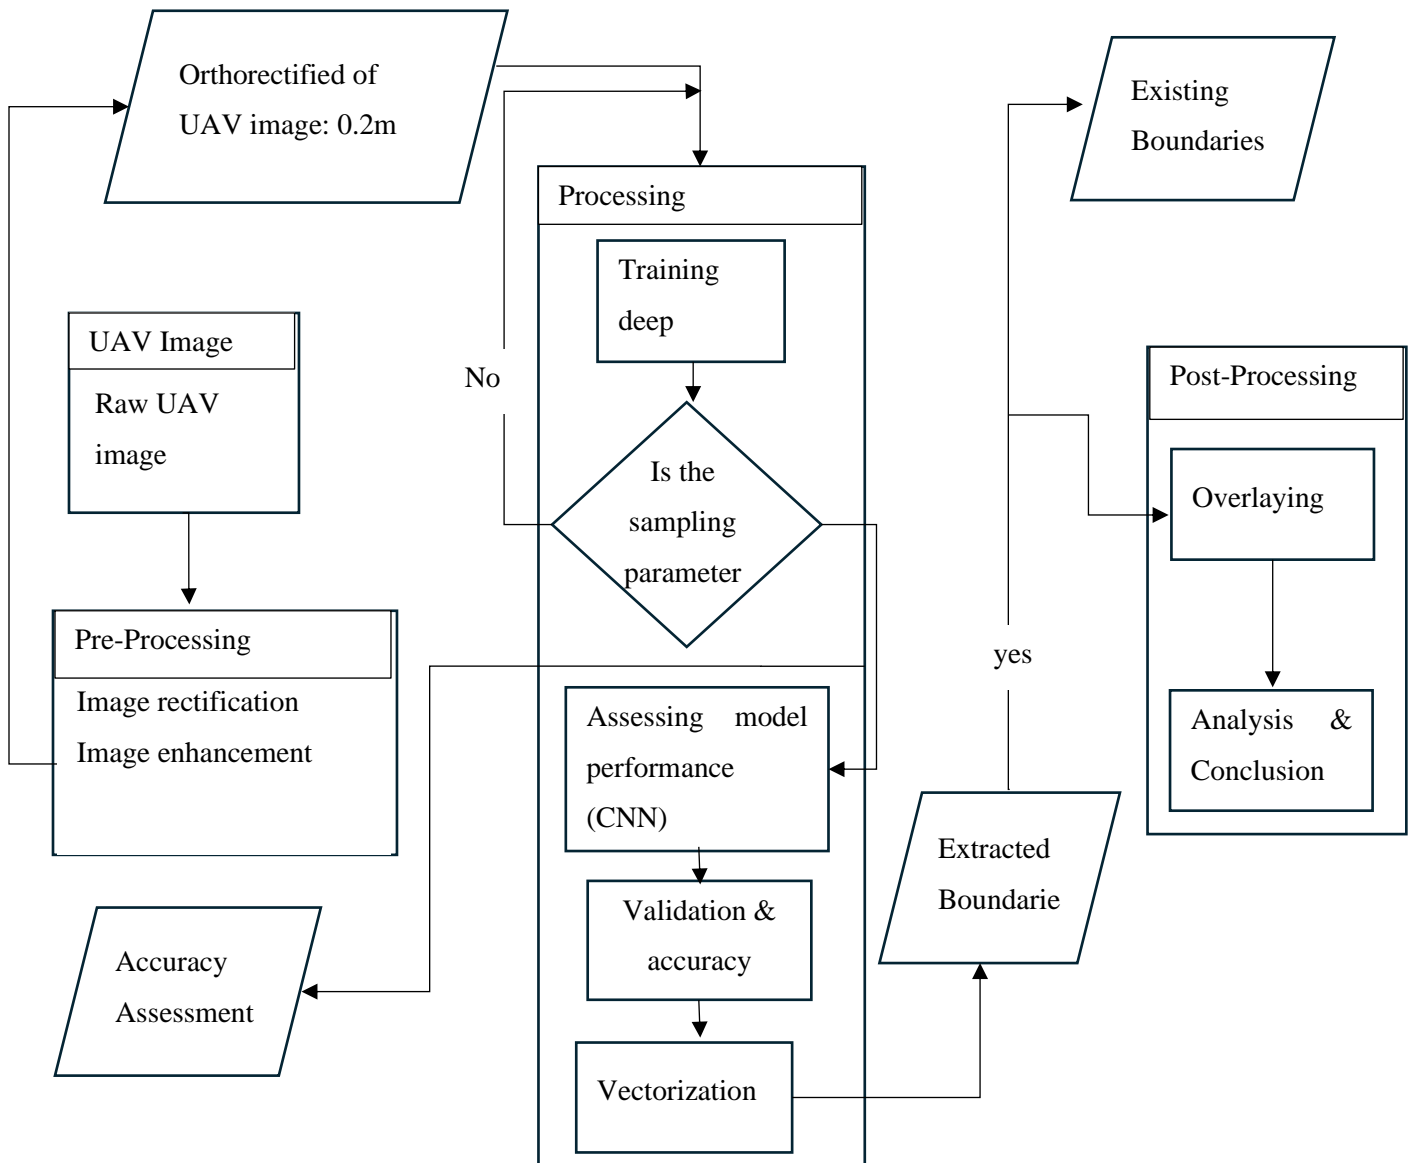 Orthorectified of
UAV image: 0.2m
Existing
Boundaries
Processing
Training
deep
UAV Image
Raw UAV
image
No
Is the
sampling
parameter
Post-Processing
Overlaying
Analysis &
Conclusion
Pre-Processing
Image rectification
Image enhancement
yes
Assessing model
performance
(CNN)
Extracted
Boundarie
Validation &
accuracy
Accuracy
Assessment
Vectorization